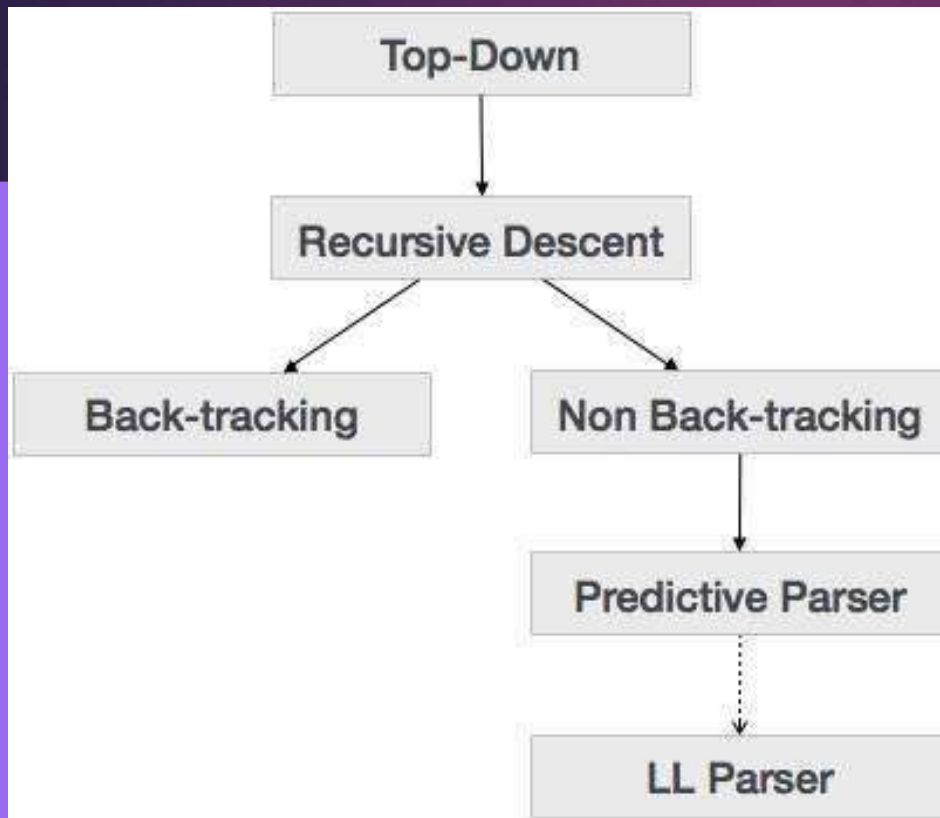 Top-Down
Recursive Descent
Back-tracking
Non Back-tracking
Predictive Parser
LL Parser